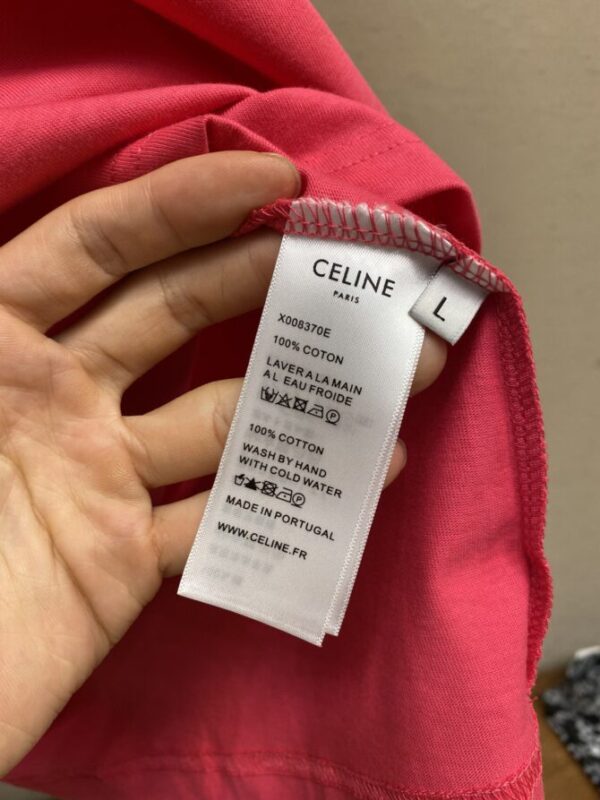 CELINE
PARIS
L
X008370E
100% COTON
LAVER A LA MAIN
A L EAU FROIDE
100% COTTON
WASH BY HAND
WITH COLD WATER
MADE IN PORTUGAL
WWW.CELINE.FR